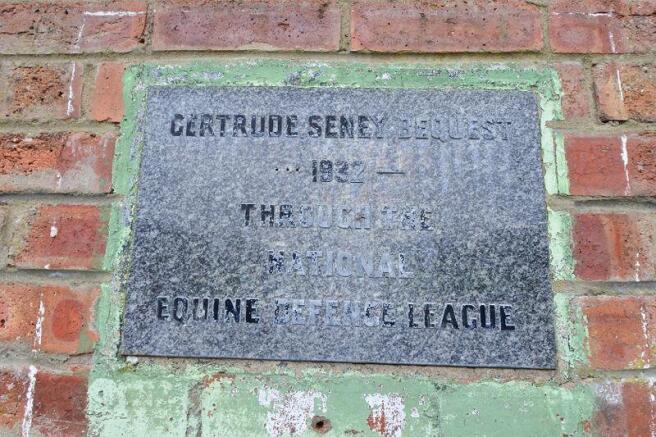 GERTRUDE SENEY BEQUEST
... 1932 —
THROUGH THE
NATIONAL
EQUINE DEFENCE LEAGUE